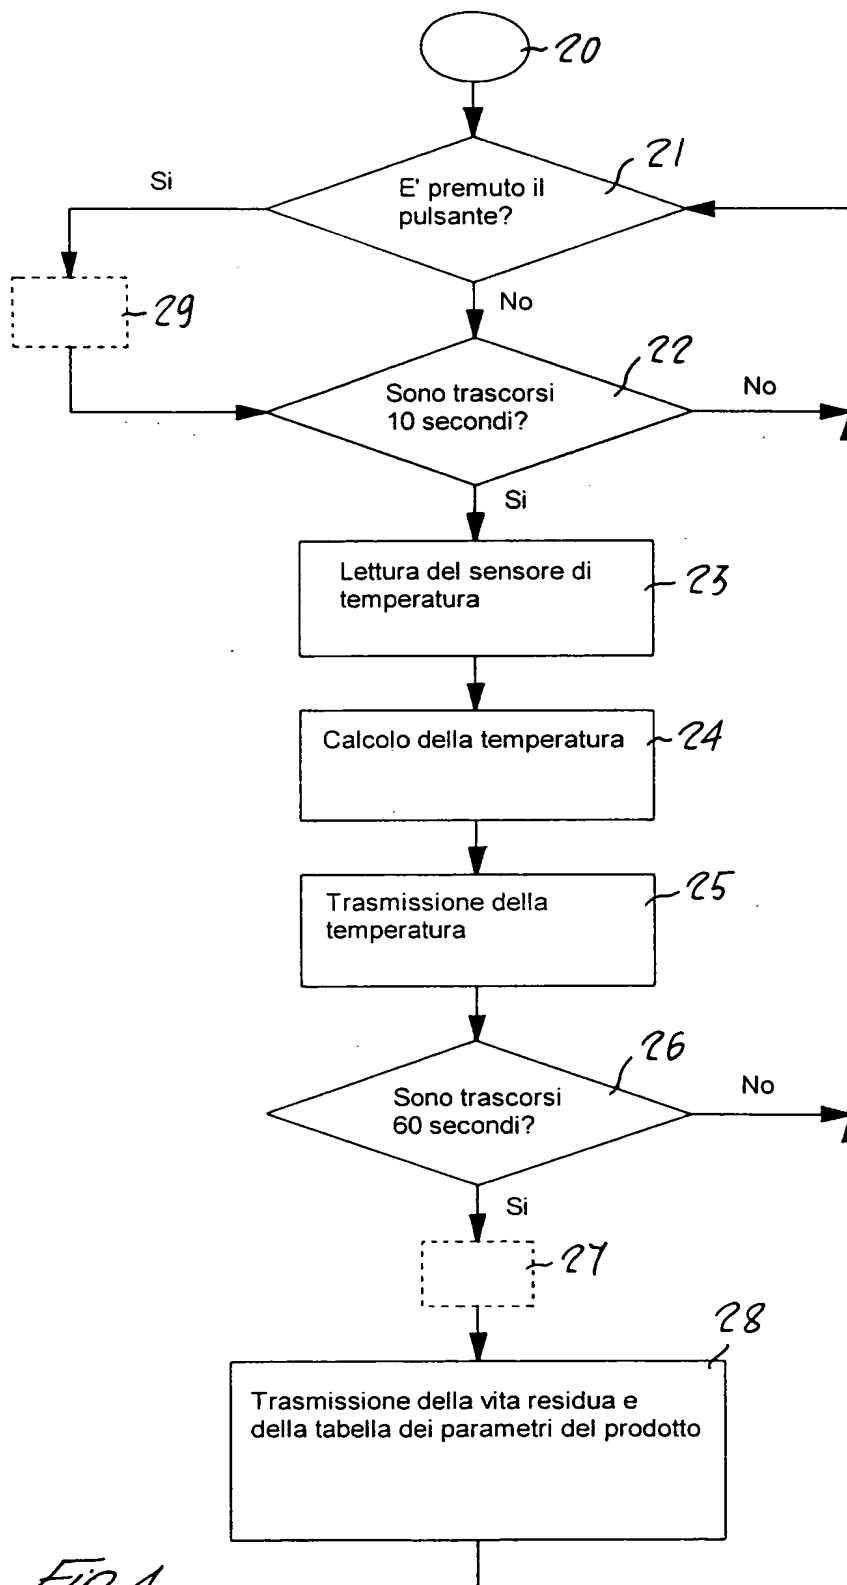 20
21
Si
E' premuto il
pulsante?
29
No
22
Sono trascorsi
10 secondi?
No
Si
Lettura del sensore di
temperatura
23
Calcolo della temperatura
24
Trasmissione della
temperatura
25
26
Sono trascorsi
60 secondi?
No
Si
27
28
Trasmissione della vita residua e
della tabella dei parametri del prodotto